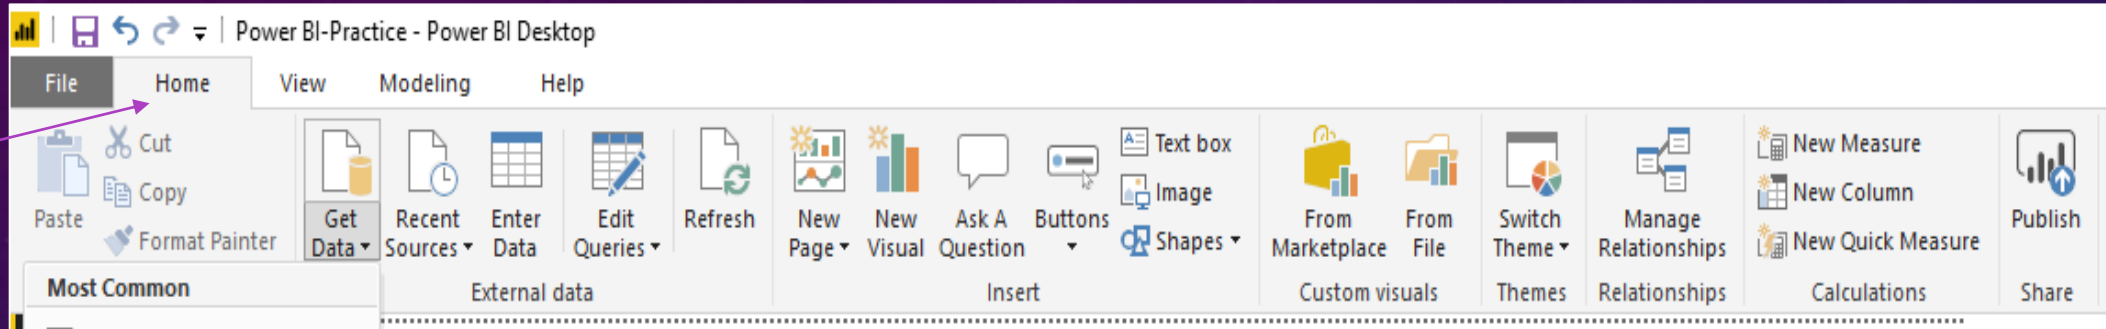 Power BI-Practice - Power BI Desktop
File Home View Modeling Help
Paste
Cut
Copy
Format Painter
Get Data
Recent Sources
Enter Data
Edit Queries
Refresh
External data
New Page
New Visual
Ask A Question
Buttons
Text box
Image
Shapes
Insert
From Marketplace
From File
Custom visuals
Switch Theme
Themes
Manage Relationships
Relationships
New Measure
New Column
New Quick Measure
Calculations
Publish
Share
Most Common